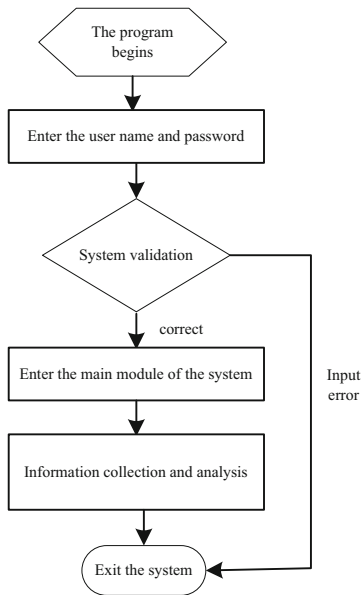 The program
begins
Enter the user name and password
System validation
correct
Enter the main module of the system
Input
error
Information collection and analysis
Exit the system